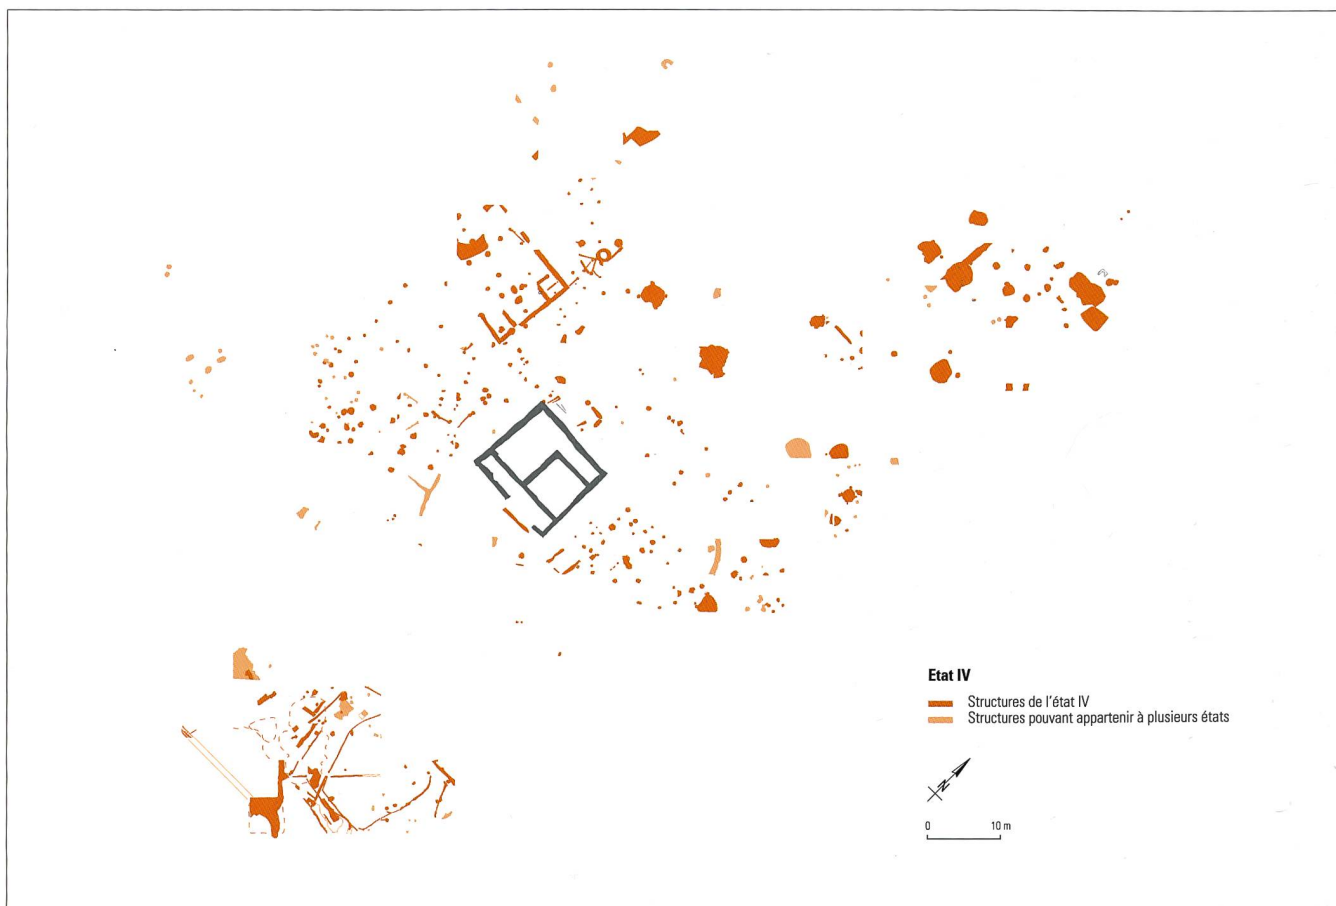 Etat IV
Structures de l'état IV
Structures pouvant appartenir à plusieurs états
N
0 10 m